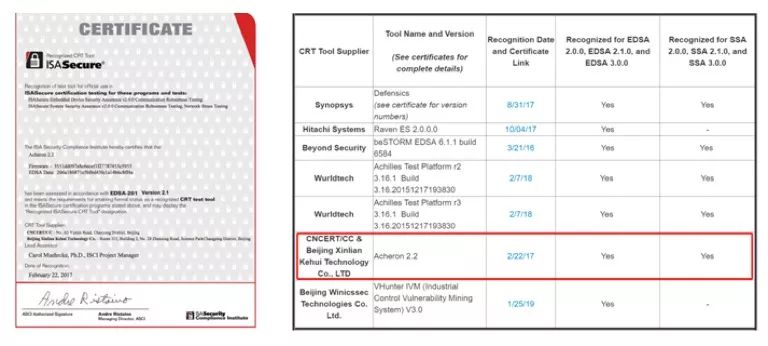 CERTIFICATE
Recognized CRT Tool
ISASecure®
Recognition of test tool for official use in
ISASecure certification testing for these programs and tests:
ISASecure Embedded Device Security Assurance v2.0.0 Communication Robustness Testing
ISASecure System Security Assurance v2.0.0 Communication Robustness Testing, Network Stress Testing
The ISA Security Compliance Institute hereby certifies that the
Acheron 2.2
Firmware -
EDSA Data:
has been assessed in accordance with EDSA-201 Version 2.1
and meets the requirements for attaining formal status as a recognized CRT test tool
in the ISASecure certification programs stated above, and may display the
"Recognized ISASecure CRT Tool" designation.
CRT Tool Supplier:
Beijing Xinlian Kehui Technology Co.
Lead Assessor
Carol Muehrcke, Ph.D., ISCI Project Manager
Date of Recognition:
February 22, 2017
Andre Ristaino
ASCI Authorized Signature
Andre Ristaino
Managing Director, ASCI
ISASecurity
Compliance Institute
CRT Tool Supplier
Tool Name and Version
(See certificates for
complete details)
Recognition Date
and Certificate
Link
Recognized for EDSA
2.0.0, EDSA 2.1.0, and
EDSA 3.0.0
Recognized for SSA
2.0.0, SSA 2.1.0, and
SSA 3.0.0
Synopsys
Defensics
(see certificate for version
numbers)
8/31/17
Yes
Yes
Hitachi Systems
Raven ES 2.0.0.0
10/04/17
Yes
-
Beyond Security
beSTORM EDSA 6.1.1 build
6584
3/21/16
Yes
Yes
Wurldtech
Achilles Test Platform r2
3.16.1 Build
3.16.20151217193830
2/7/18
Yes
Yes
Wurldtech
Achilles Test Platform r3
3.16.1 Build
3.16.20151217193830
2/7/18
Yes
Yes
CNCERT/CC &
Beijing Xinlian
Kehui Technology
Co., LTD
Acheron 2.2
2/22/17
Yes
Yes
Beijing Winicssec
Technologies Co.
Ltd.
VHunter IVM (Industrial
Control Vulnerability Mining
System) V3.0
1/25/19
Yes
-